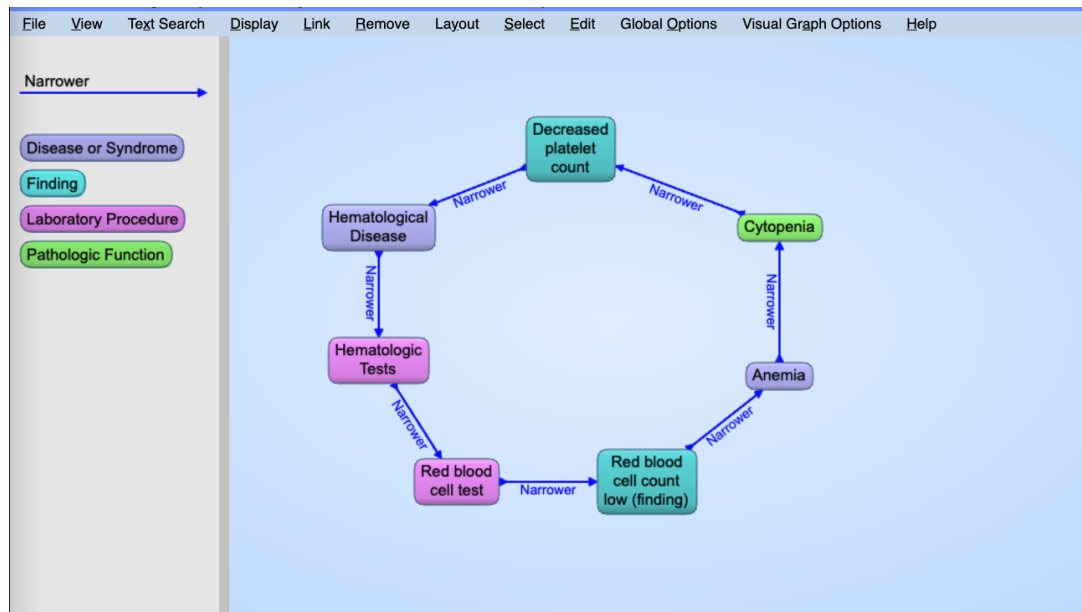 File View Text Search Display Link Remove Layout Select Edit Global Options Visual Graph Options Help
Narrower
Disease or Syndrome
Finding
Laboratory Procedure
Pathologic Function
Decreased
platelet
count
Narrower
Narrower
Hematological
Disease
Cytopenia
Narrower
Narrower
Hematologic
Tests
Anemia
Narrower
Narrower
Red blood
cell test
Narrower
Red blood
cell count
low (finding)